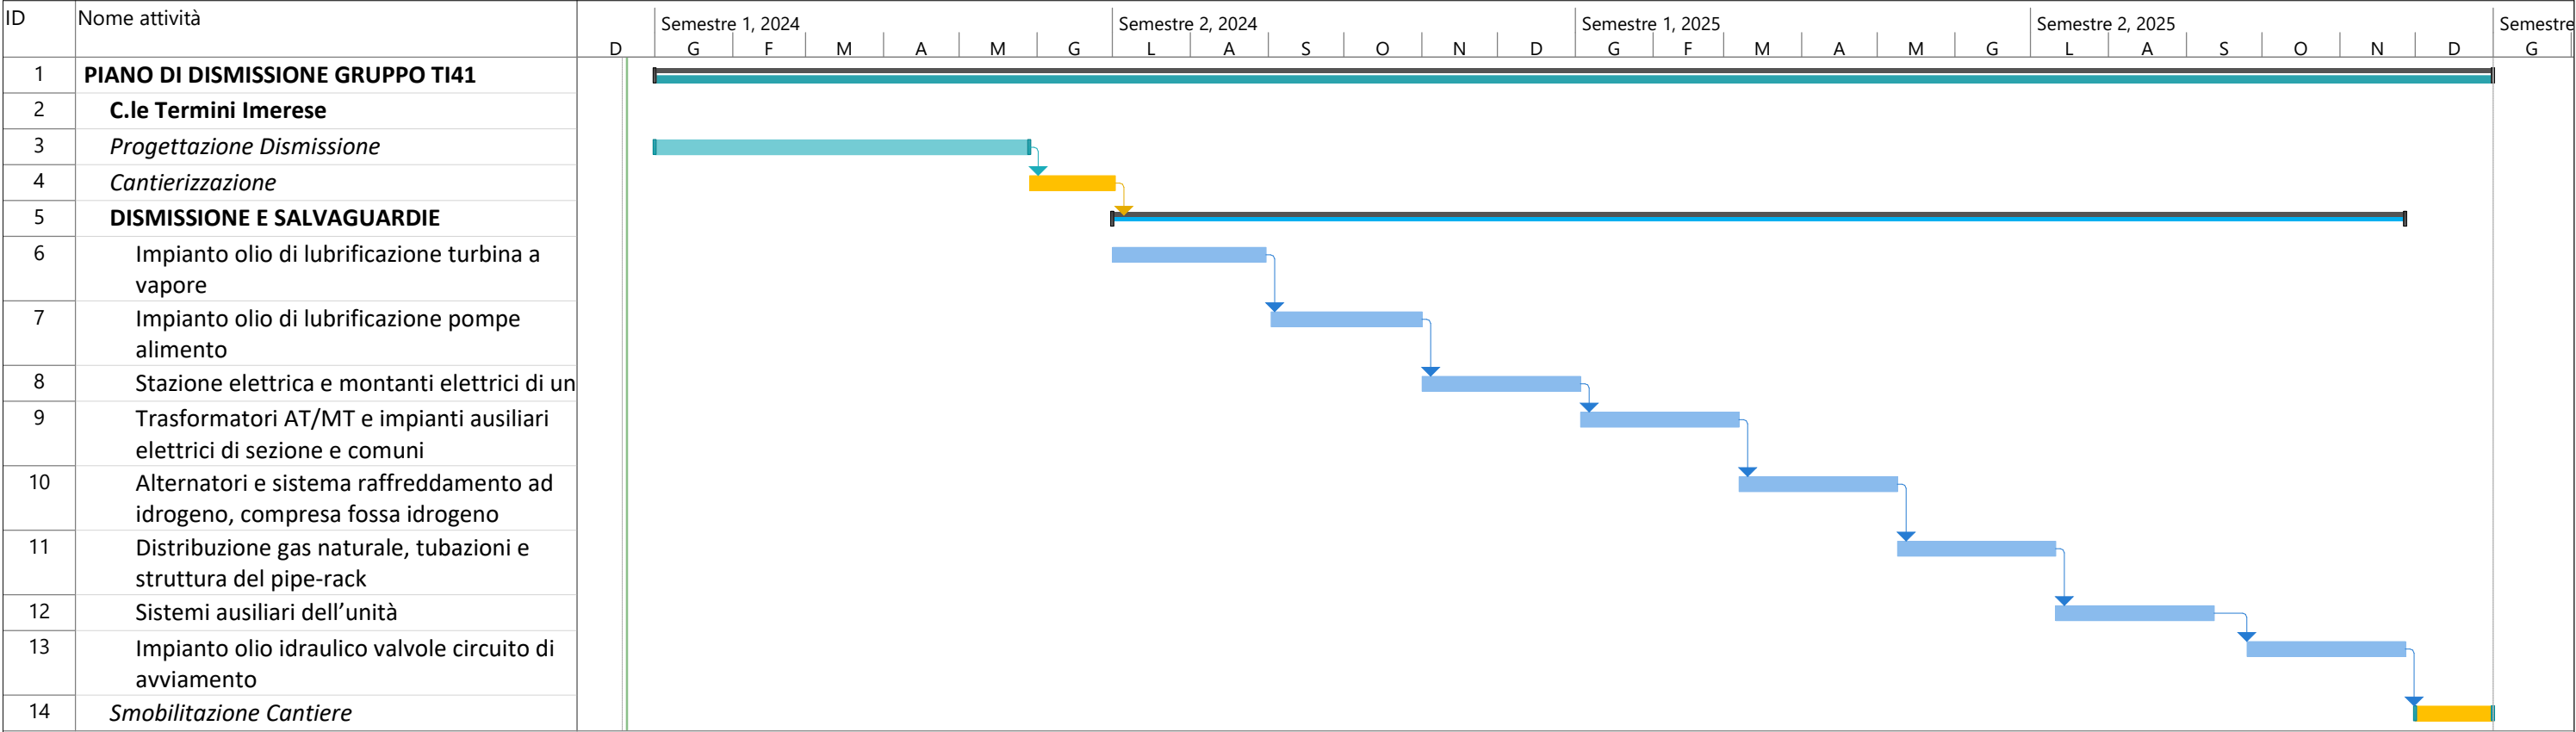 ID Nome attività
Semestre 1, 2024 Semestre 2, 2024 Semestre 1, 2025 Semestre 2, 2025 Semestre
D G F M A M G L A S O N D G F M A M G L A S O N D G
1 PIANO DI DISMISSIONE GRUPPO TI41
2 C.le Termini Imerese
3 Progettazione Dismissione
4 Cantierizzazione
5 DISMISSIONE E SALVAGUARDIE
6 Impianto olio di lubrificazione turbina a
vapore
7 Impianto olio di lubrificazione pompe
alimento
8 Stazione elettrica e montanti elettrici di un
9 Trasformatori AT/MT e impianti ausiliari
elettrici di sezione e comuni
10 Alternatori e sistema raffreddamento ad
idrogeno, compresa fossa idrogeno
11 Distribuzione gas naturale, tubazioni e
struttura del pipe-rack
12 Sistemi ausiliari dell’unità
13 Impianto olio idraulico valvole circuito di
avviamento
14 Smobilitazione Cantiere